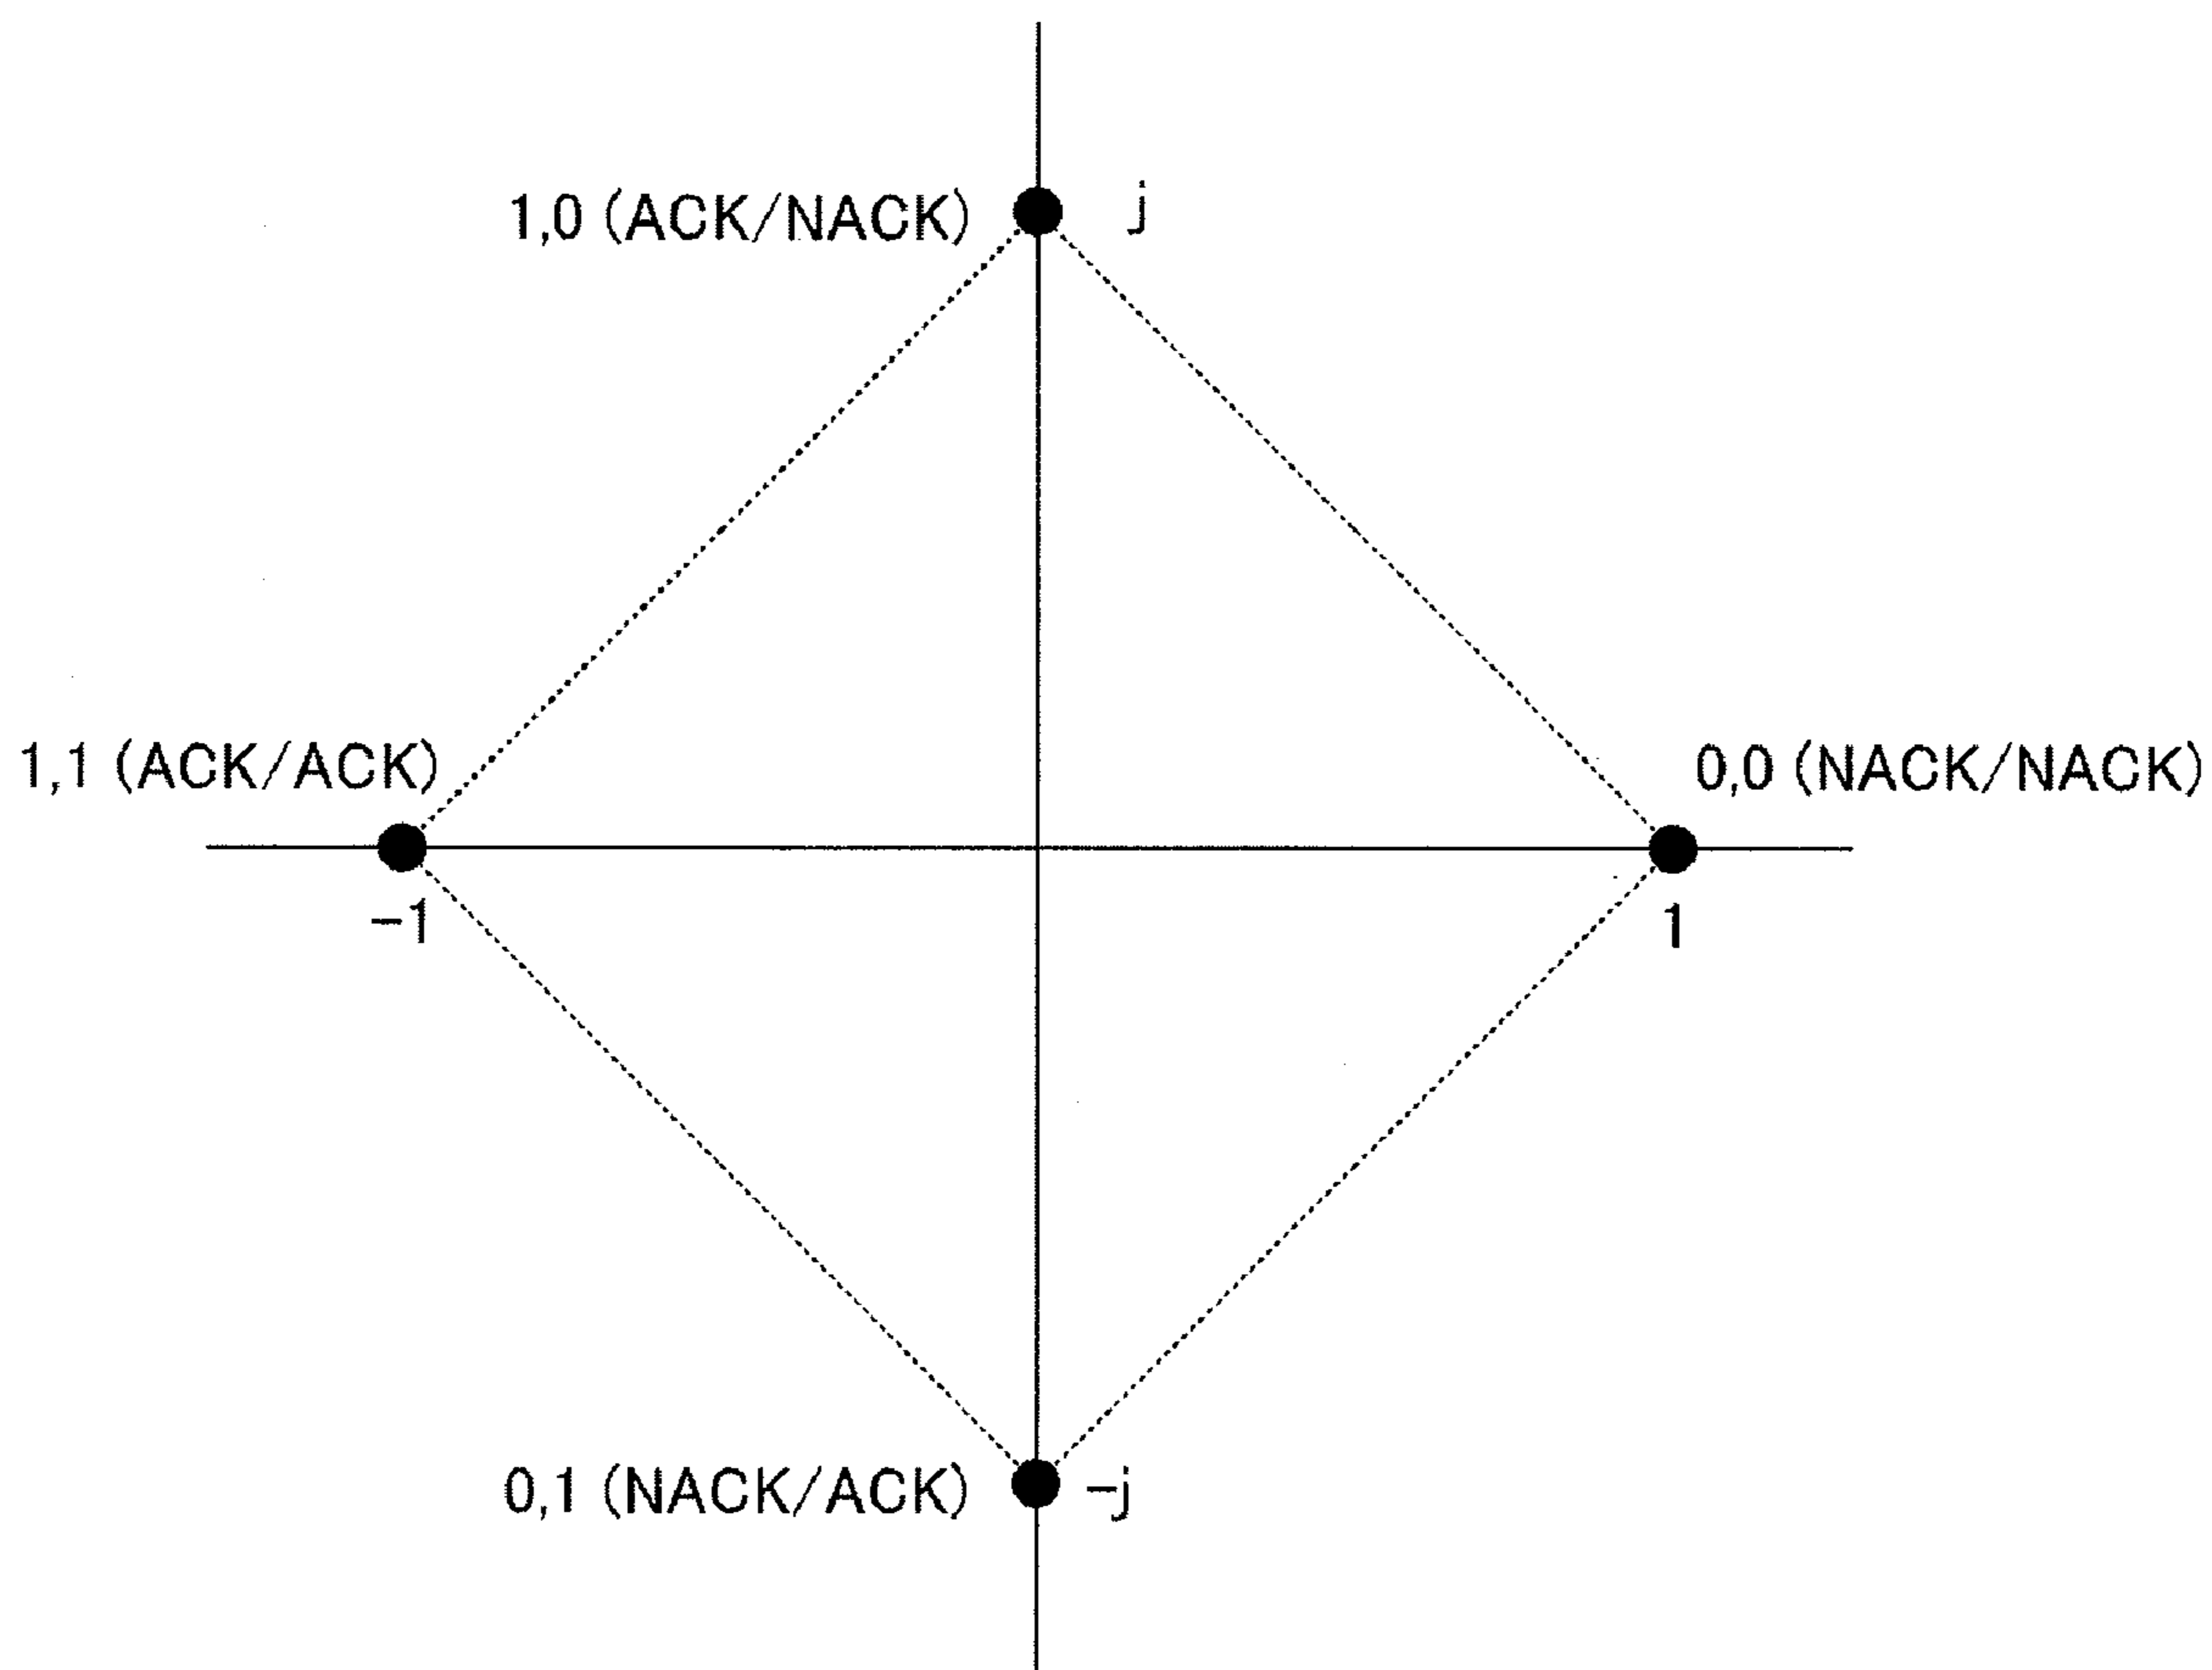 1,0 (ACK/NACK)
j
1,1 (ACK/ACK)
0,0 (NACK/NACK)
-1
1
0,1 (NACK/ACK)
-j